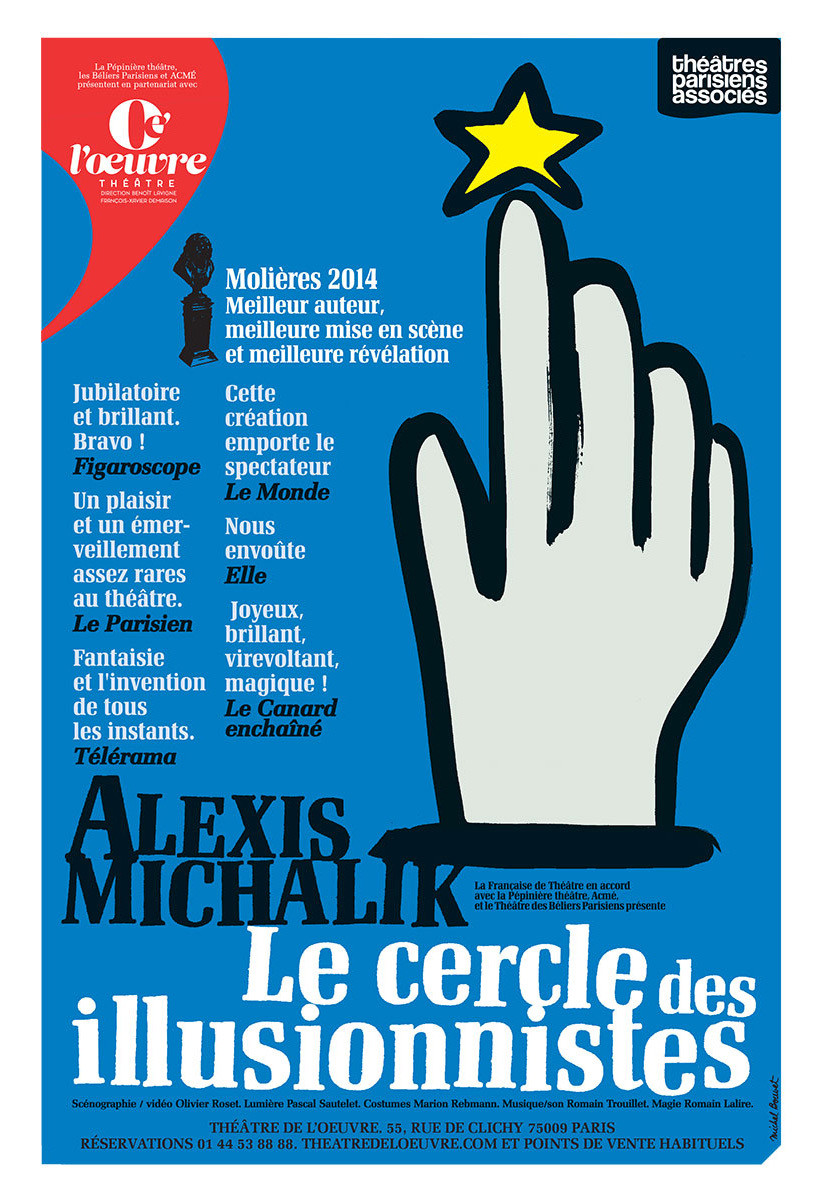 La Pépinière théâtre,
les Béliers Parisiens et ACMÉ
présentent en partenariat avec
l'œuvre
THÉÂTRE
DIRECTION BENOÎT LAVIGNE
FRANÇOIS-XAVIER DEMAISON
théâtres
parisiens
associés
Molières 2014
Meilleur auteur,
meilleure mise en scène
et meilleure révélation
Jubilatoire
et brillant.
Bravo !
Figaroscope
Un plaisir
et un émer-
veillement
assez rares
au théâtre.
Le Parisien
Fantaisie
et l'invention
de tous
les instants.
Télérama
Cette
création
emporte le
spectateur
Le Monde
Nous
envoûte
Elle
Joyeux,
brillant,
virevoltant,
magique !
Le Canard
enchaîné
ALEXIS
MICHALIK
La Française de Théâtre en accord
avec la Pépinière théâtre, Acmé,
et le Théâtre des Béliers Parisiens présente
Le cercle des
illusionnistes
Scénographie / vidéo Olivier Roset. Lumière Pascal Sautelet. Costumes Marion Rebmann. Musique/son Romain Trouillet. Magie Romain Lalire.
Michel Bouvet
THÉÂTRE DE L'OEUVRE. 55, RUE DE CLICHY 75009 PARIS
RÉSERVATIONS 01 44 53 88 88. THEATREDELOEUVRE.COM ET POINTS DE VENTE HABITUELS